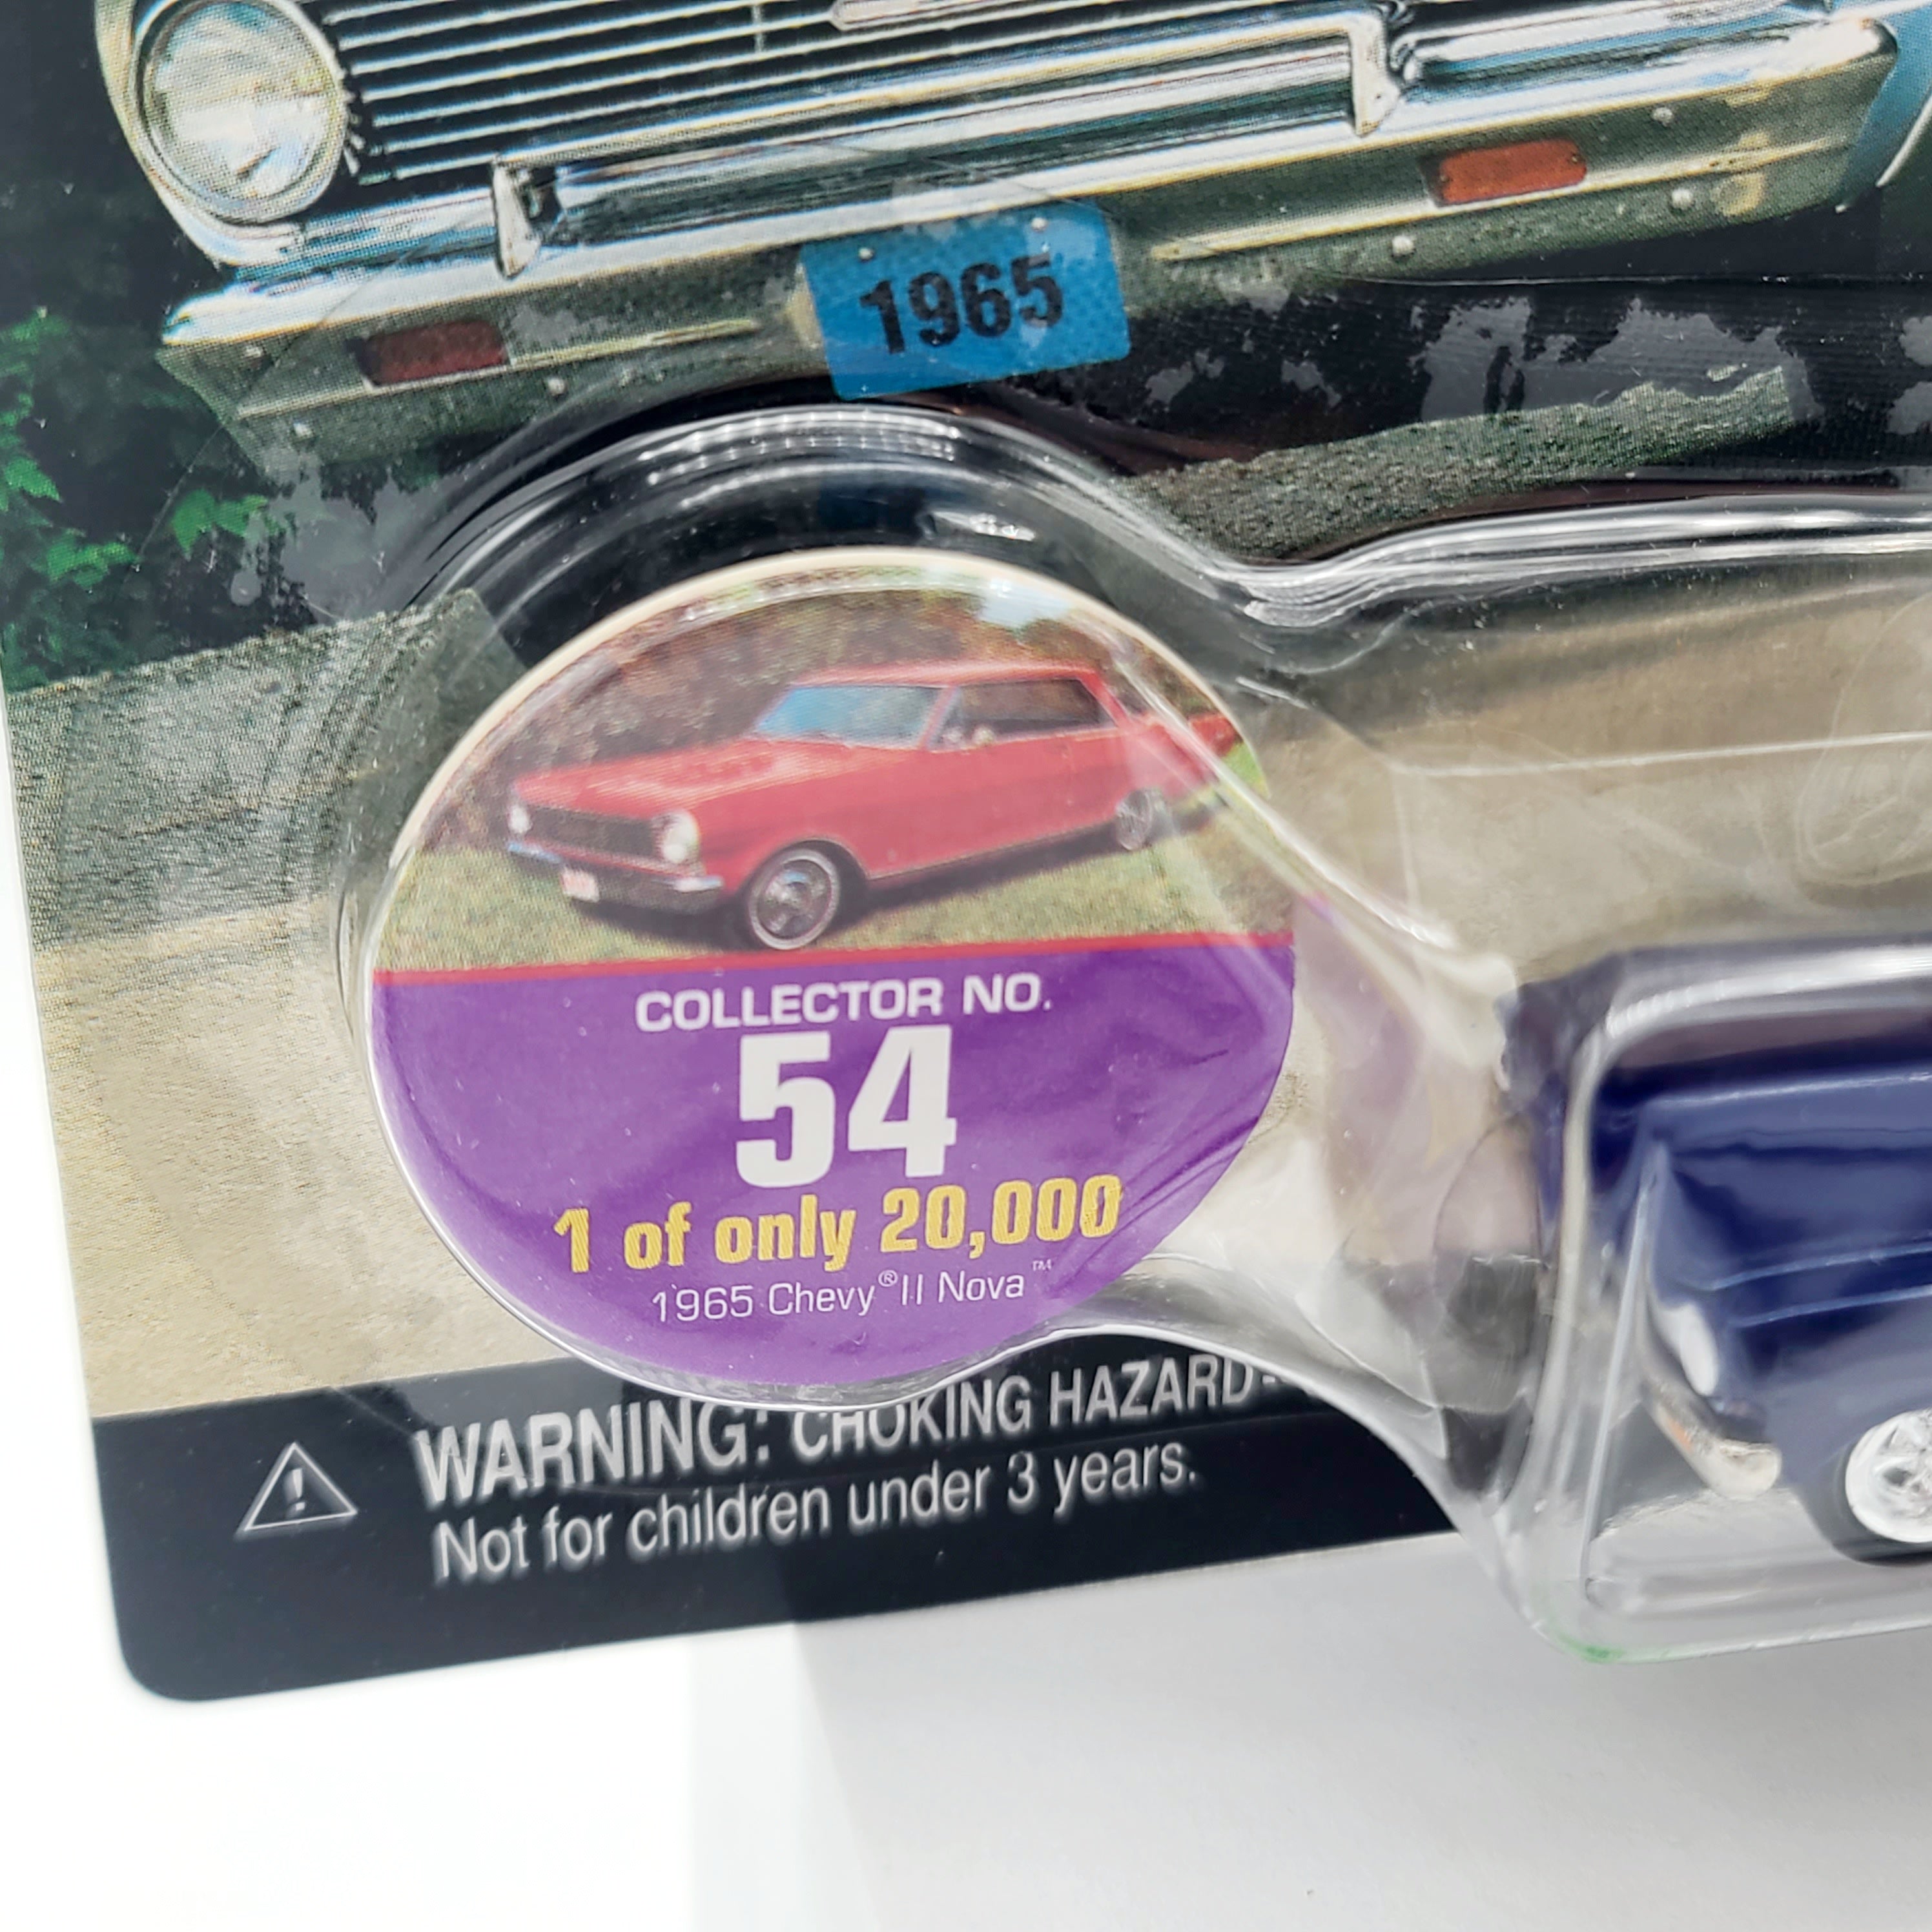 1965
COLLECTOR NO.
54
1 of only 20,000
1965 Chevy® II Nova™
WARNING: CHOKING HAZARD-
Not for children under 3 years.